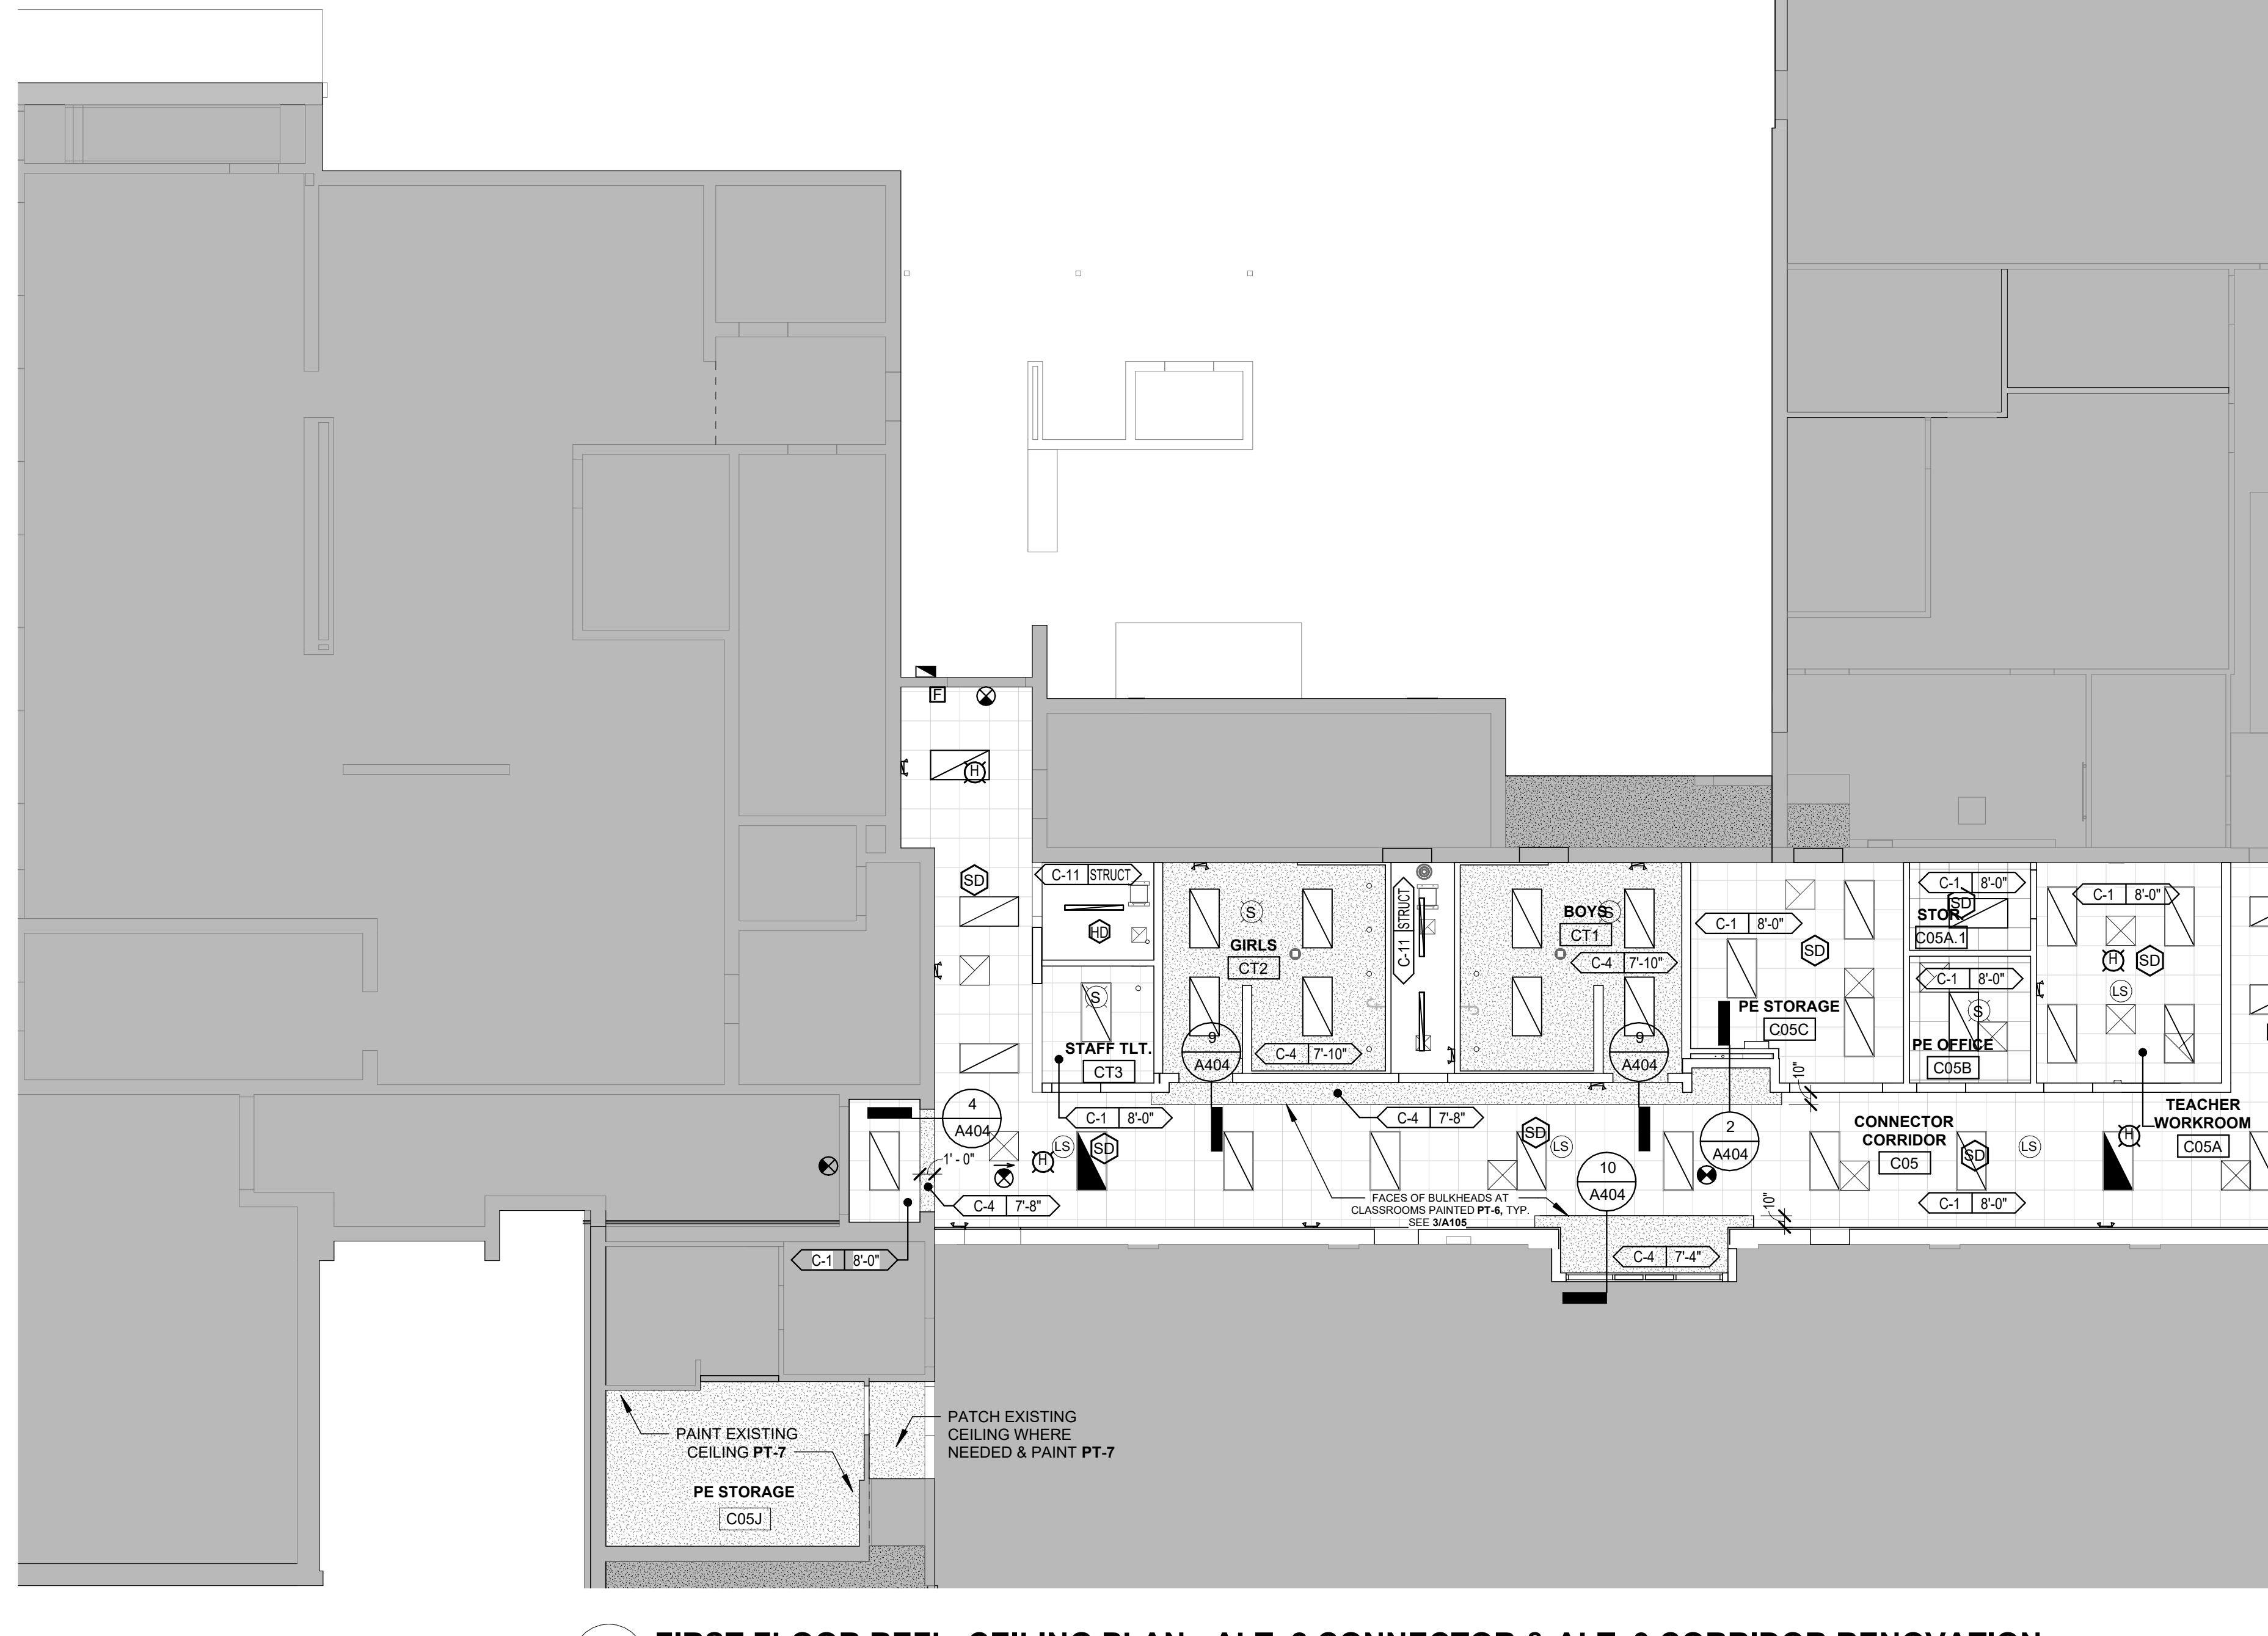 F
H
SD
C-11 STRUCT
HD
S
STAFF TLT.
CT3
S
GIRLS
CT2
C-4 7'-10"
C-11 STRUCT
BOYS
S
CT1
C-4 7'-10"
C-1 8'-0"
SD
PE STORAGE
C05C
C-1 8'-0"
SD
STOR.
C05A.1
C-1 8'-0"
S
PE OFFICE
C05B
C-1 8'-0"
H
SD
LS
9
A404
9
A404
4
A404
1' - 0"
H
LS
SD
C-1 8'-0"
C-4 7'-8"
C-4 7'-8"
SD
LS
10
A404
2
A404
10"
10"
FACES OF BULKHEADS AT
CLASSROOMS PAINTED PT-6, TYP.
SEE 3/A105
CONNECTOR
CORRIDOR
C05
SD
LS
C-1 8'-0"
H
TEACHER
WORKROOM
C05A
C-1 8'-0"
C-4 7'-4"
PAINT EXISTING
CEILING PT-7
PATCH EXISTING
CEILING WHERE
NEEDED & PAINT PT-7
PE STORAGE
C05J